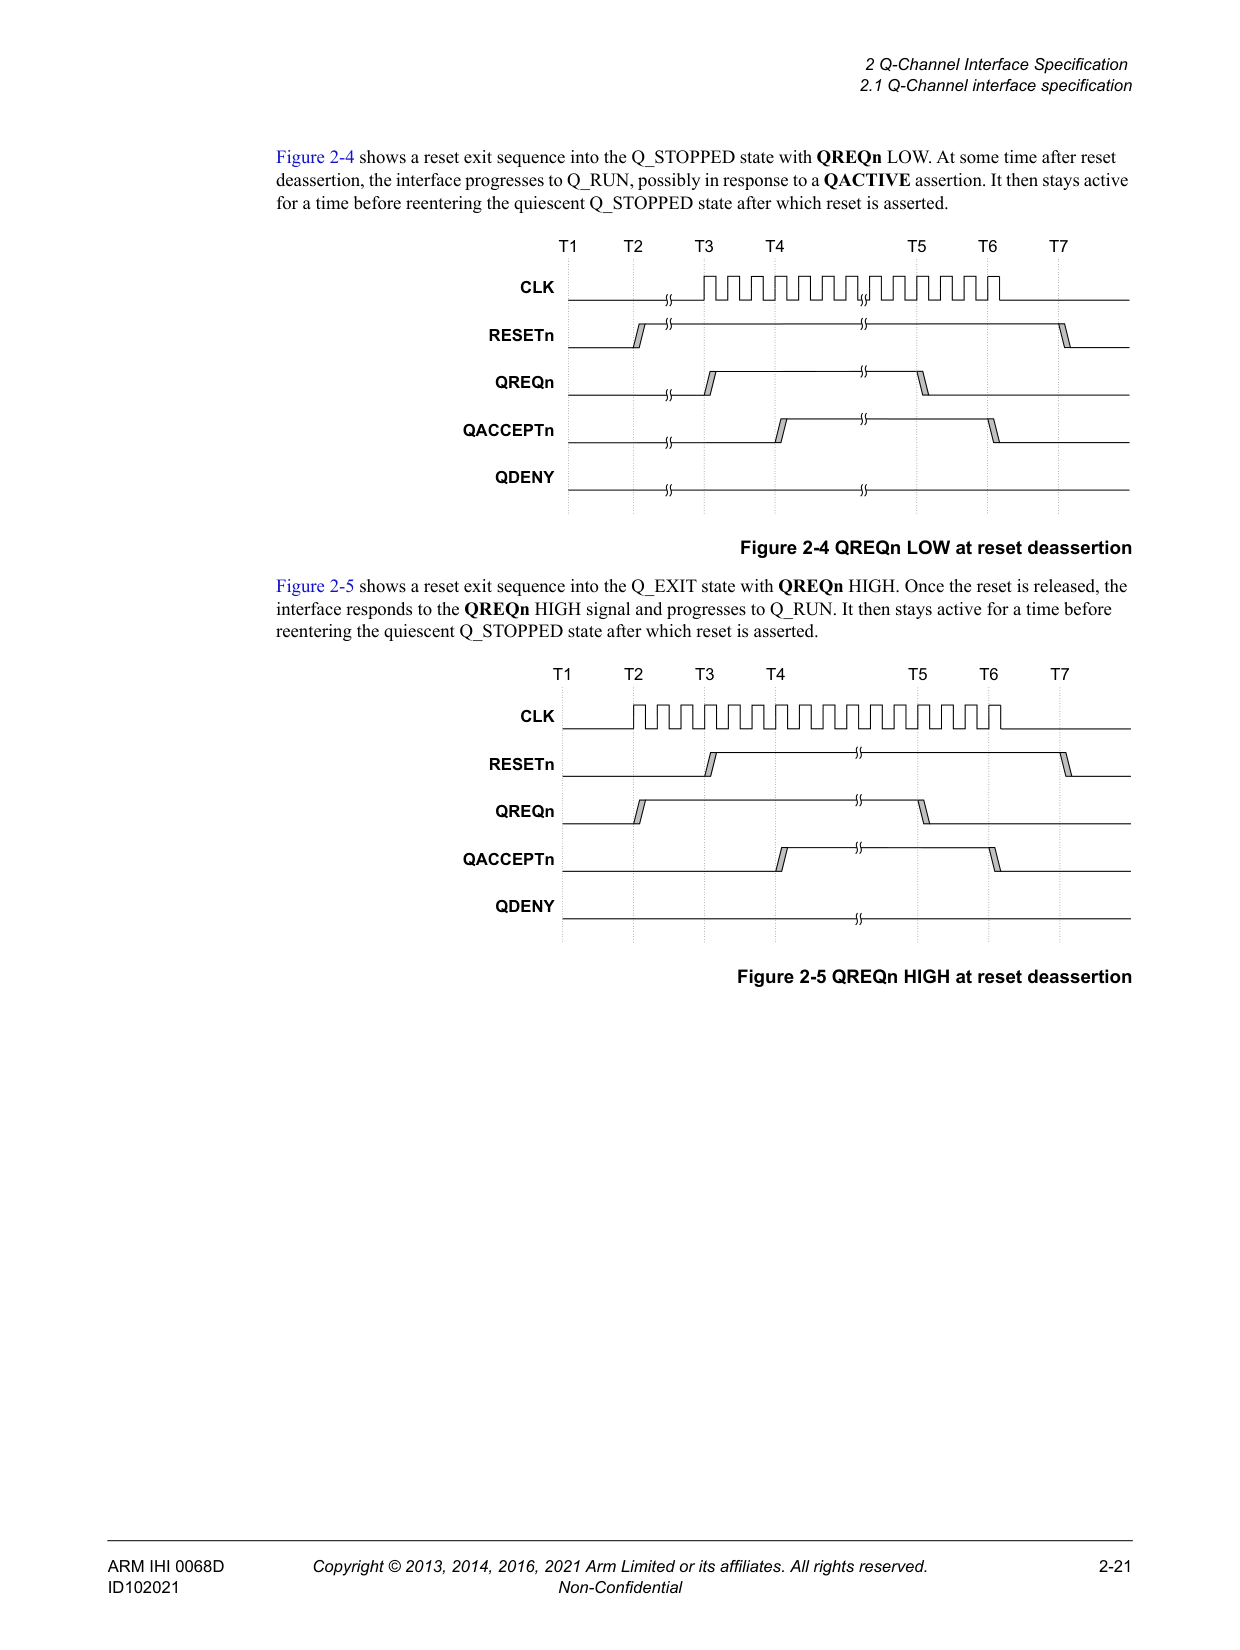 2 Q-Channel Interface Specification
2.1 Q-Channel interface specification
Figure 2-4 shows a reset exit sequence into the Q_STOPPED state with QREQn LOW. At some time after reset
deassertion, the interface progresses to Q_RUN, possibly in response to a QACTIVE assertion. It then stays active
for a time before reentering the quiescent Q_STOPPED state after which reset is asserted.
T1 T2 T3 T4 T5 T6 T7
CLK
RESETn
QREQn
QACCEPTn
QDENY
Figure 2-4 QREQn LOW at reset deassertion
Figure 2-5 shows a reset exit sequence into the Q_EXIT state with QREQn HIGH. Once the reset is released, the
interface responds to the QREQn HIGH signal and progresses to Q_RUN. It then stays active for a time before
reentering the quiescent Q_STOPPED state after which reset is asserted.
T1 T2 T3 T4 T5 T6 T7
CLK
RESETn
QREQn
QACCEPTn
QDENY
Figure 2-5 QREQn HIGH at reset deassertion
ARM IHI 0068D Copyright © 2013, 2014, 2016, 2021 Arm Limited or its affiliates. All rights reserved. 2-21
ID102021 Non-Confidential